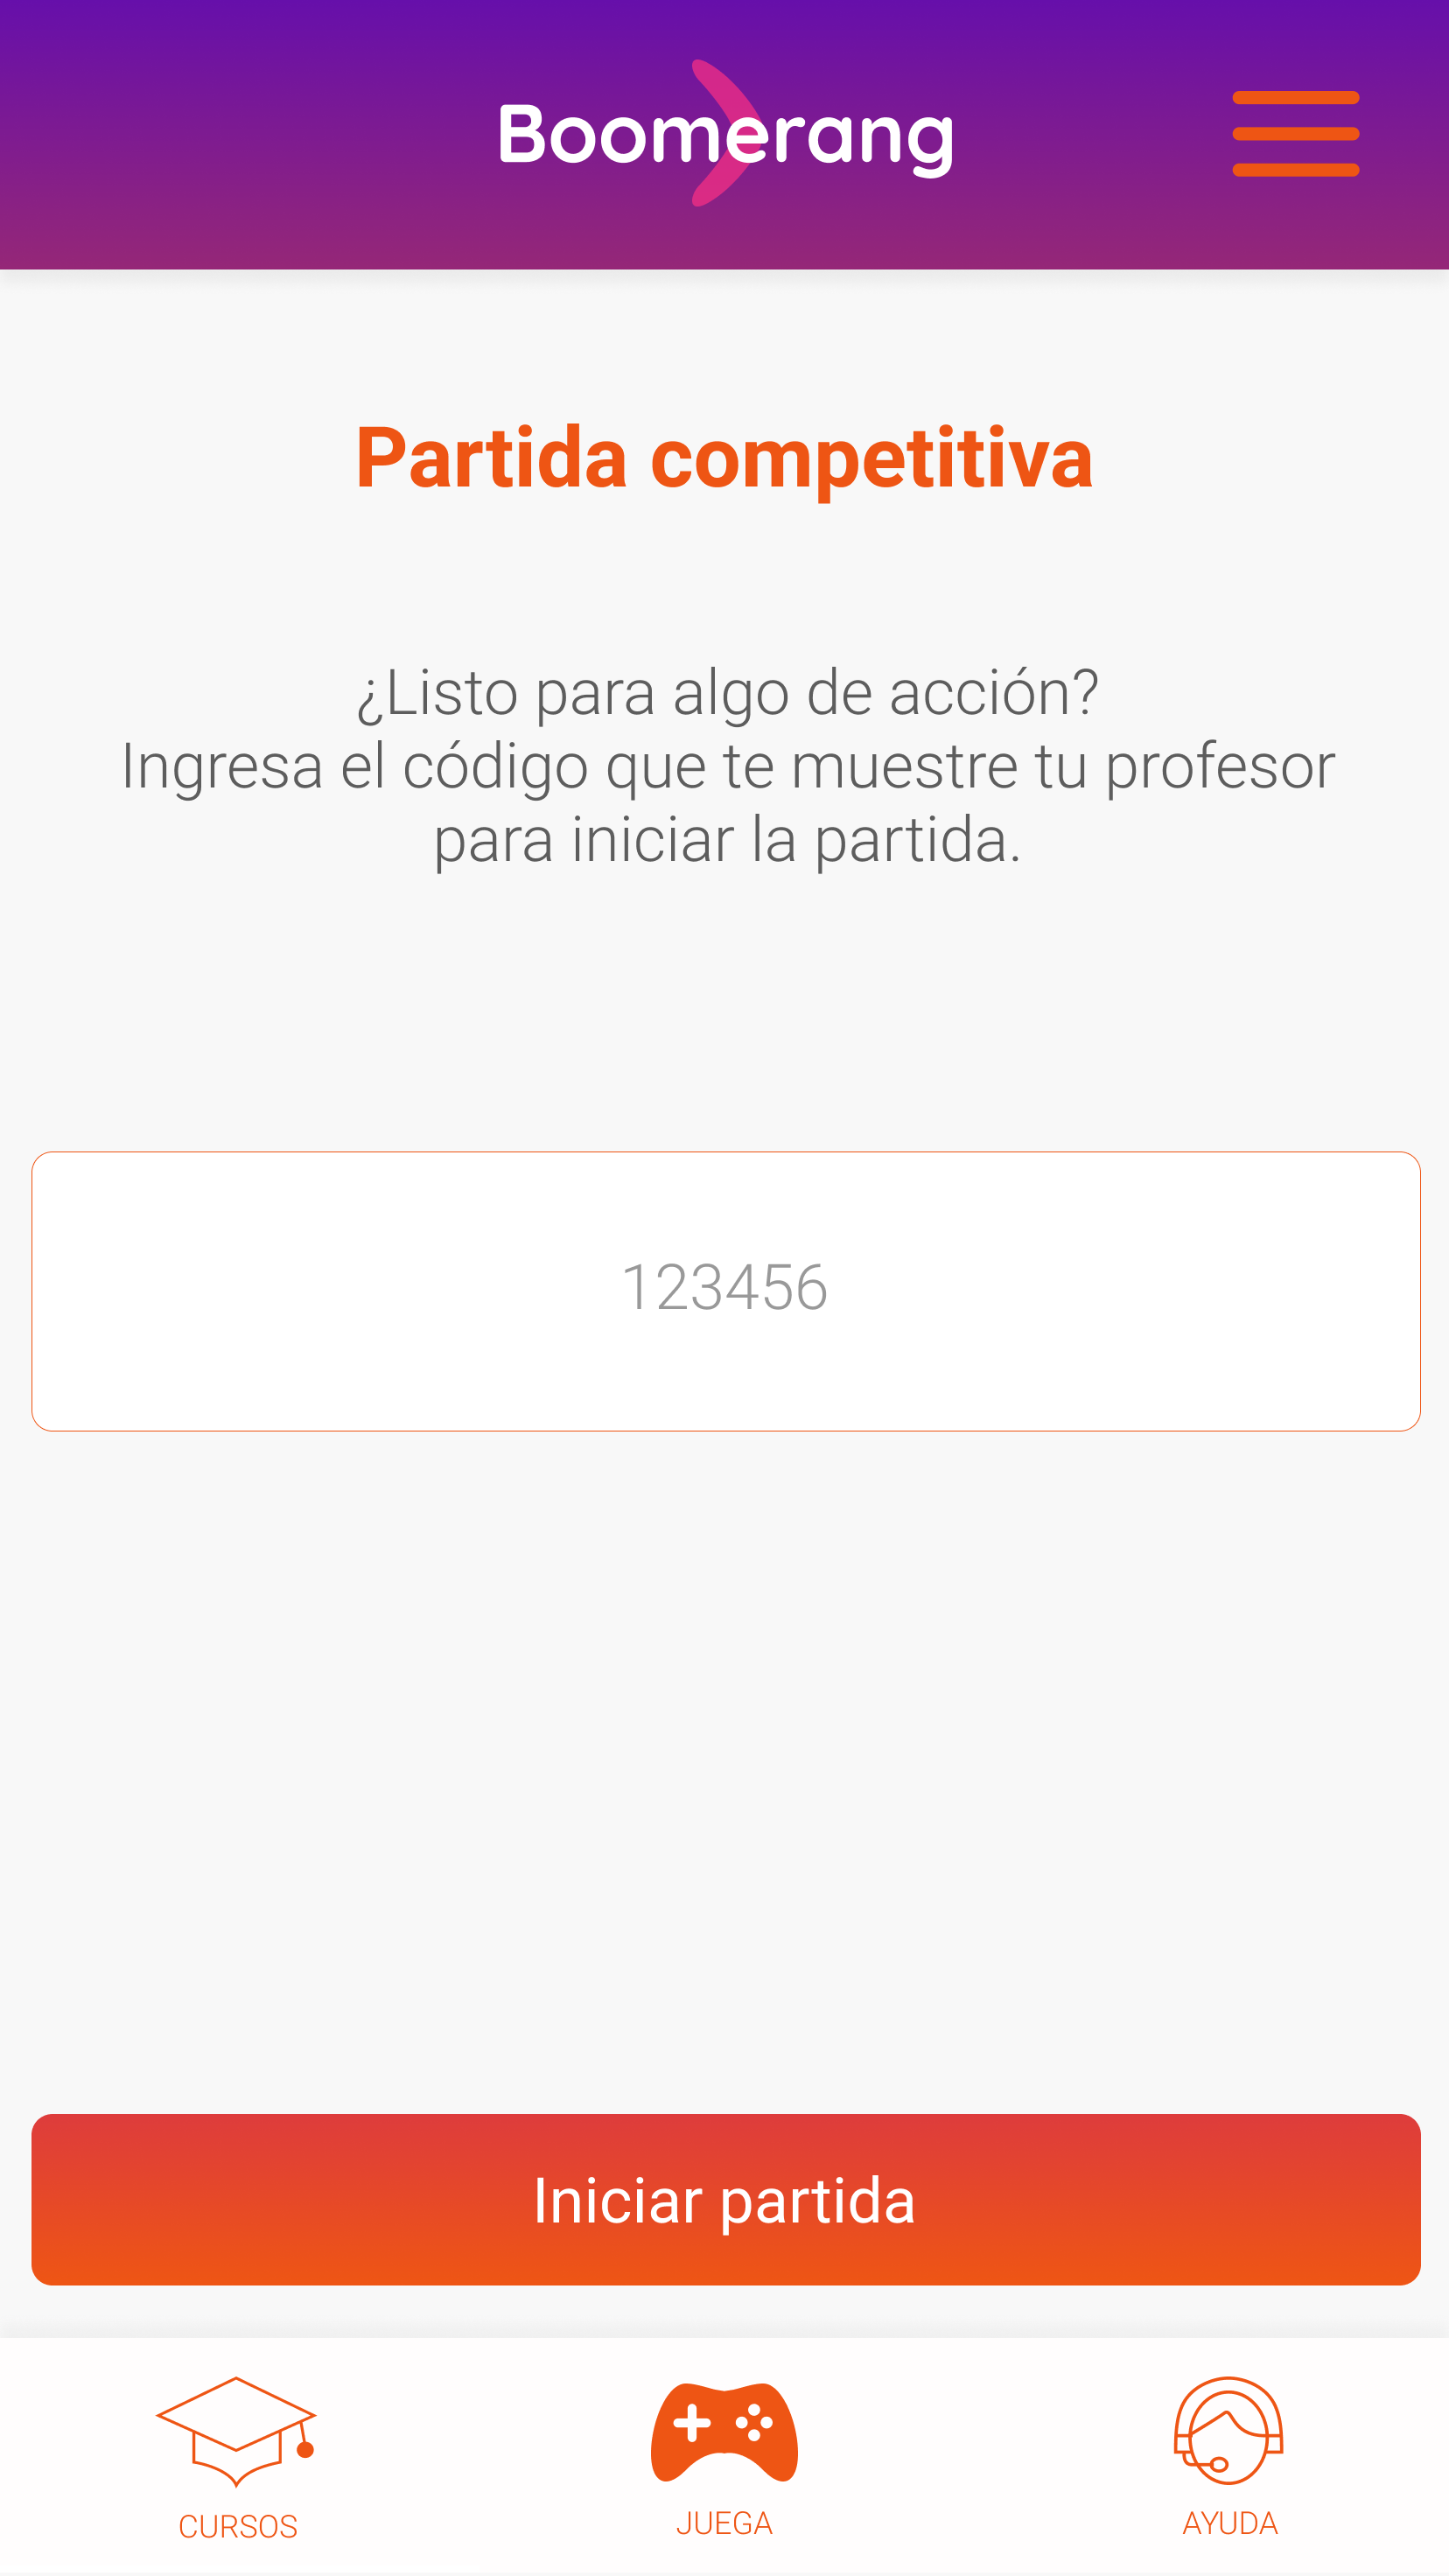 Boomerang
Partida competitiva
¿Listo para algo de acción?
Ingresa el código que te muestre tu profesor
para iniciar la partida.
123456
Iniciar partida
CURSOS
JUEGA
AYUDA